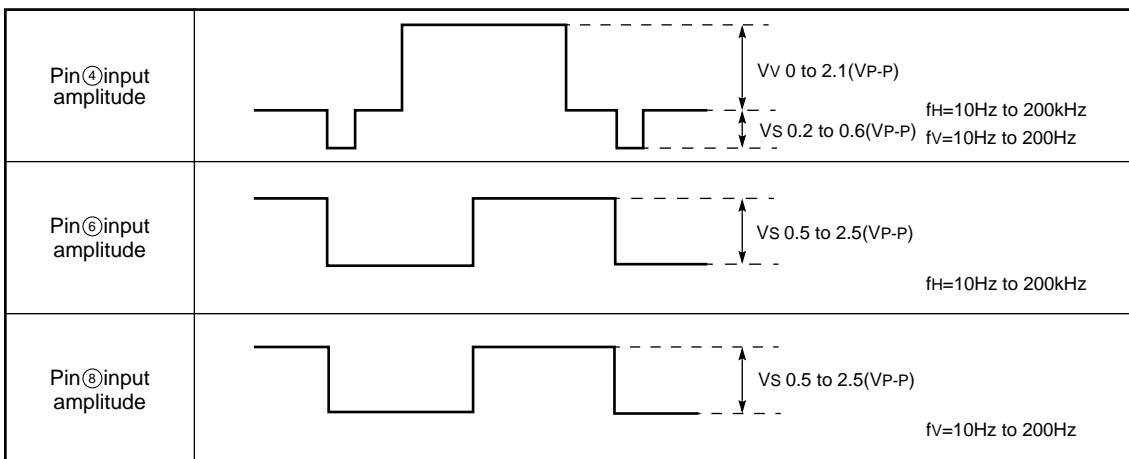 Pin④input
amplitude
VV 0 to 2.1(VP-P)
VS 0.2 to 0.6(VP-P)
fH=10Hz to 200kHz
fV=10Hz to 200Hz
Pin⑥input
amplitude
VS 0.5 to 2.5(VP-P)
fH=10Hz to 200kHz
Pin⑧input
amplitude
VS 0.5 to 2.5(VP-P)
fV=10Hz to 200Hz